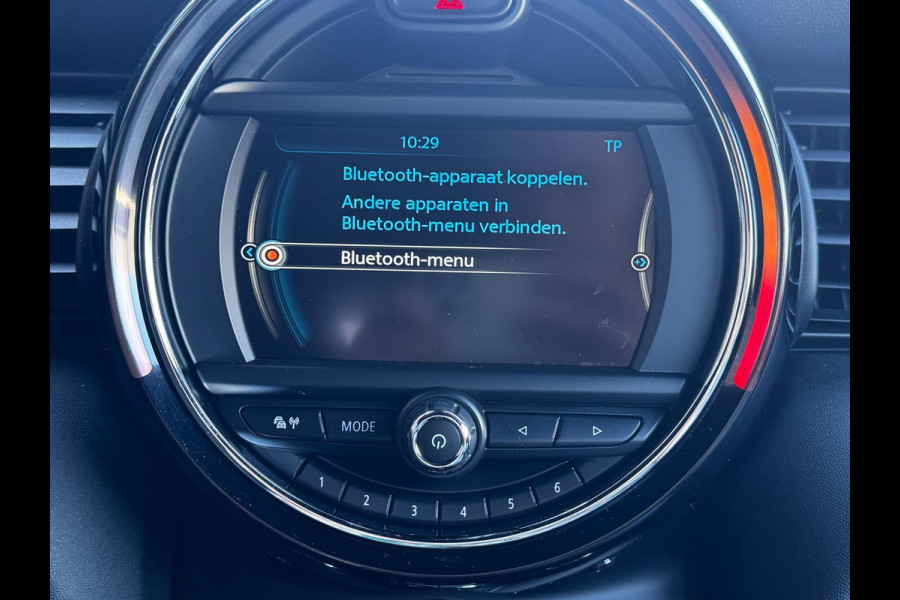 10:29 TP
Bluetooth-apparaat koppelen.
Andere apparaten in
Bluetooth-menu verbinden.
Bluetooth-menu
MODE
1 2 3 4 5 6